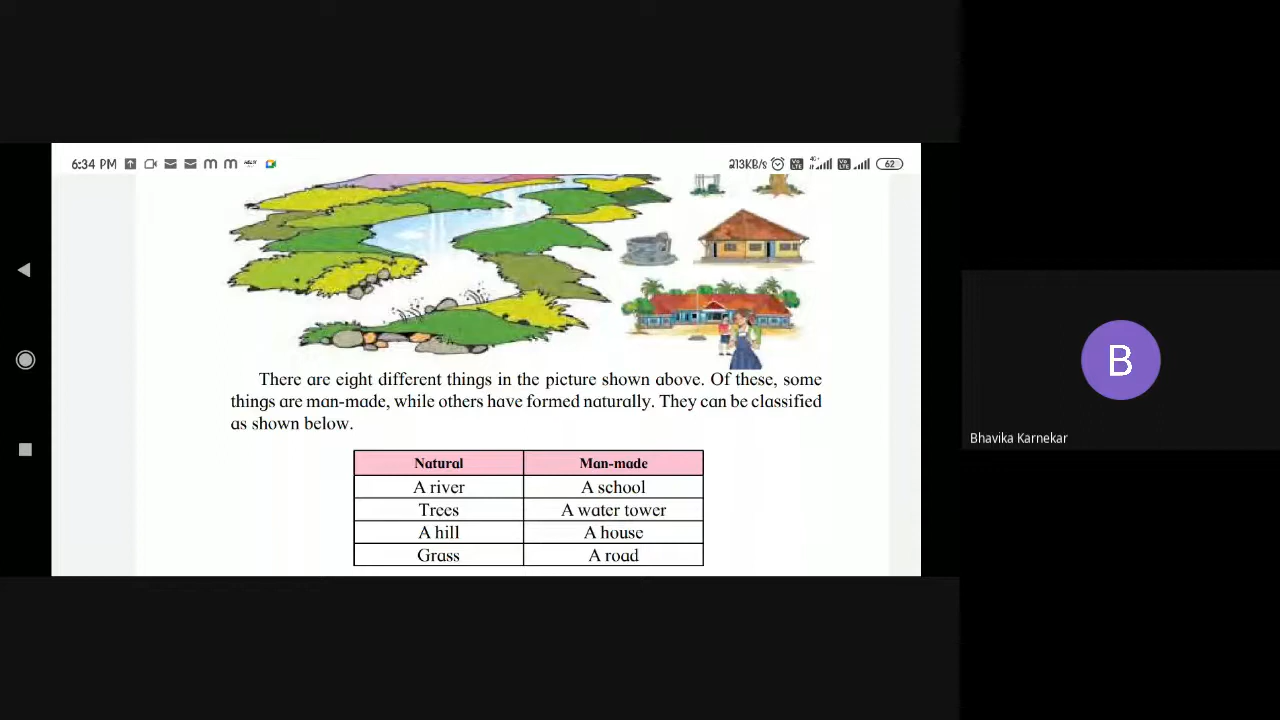 6:34 PM
213KB/s
62
There are eight different things in the picture shown above. Of these, some
things are man-made, while others have formed naturally. They can be classified
as shown below.
Natural Man-made
A river A school
Trees A water tower
A hill A house
Grass A road
B
Bhavika Karnekar